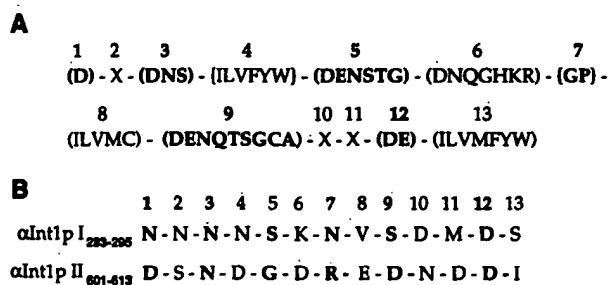 A
1 2 3 4 5 6 7
(D) - X - (DNS) - {ILVFYW} - (DENSTG) - (DNQGHKR) - {GP} -
8 9 10 11 12 13
(ILVMC) - (DENQTSGCA) - X - X - (DE) - (ILVMFYW)
B
1 2 3 4 5 6 7 8 9 10 11 12 13
αInt1p I283-295 N - N - N - N - S - K - N - V - S - D - M - D - S
αInt1p II601-613 D - S - N - D - G - D - R - E - D - N - D - D - I